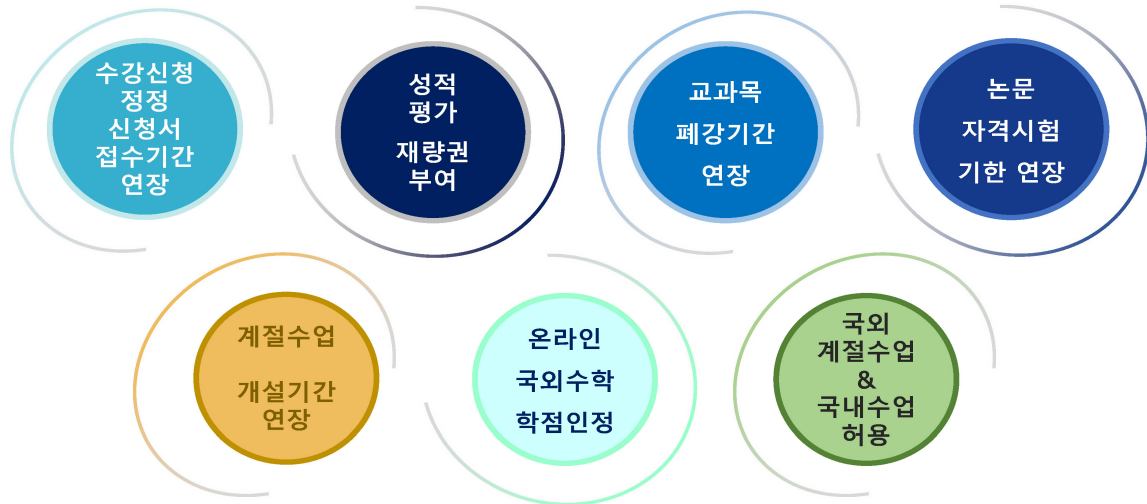 수강신청
정정
신청서
접수기간
연장
성적
평가
재량권
부여
교과목
폐강기간
연장
논문
자격시험
기한 연장
계절수업
개설기간
연장
온라인
국외수학
학점인정
국외
계절수업
&
국내수업
허용